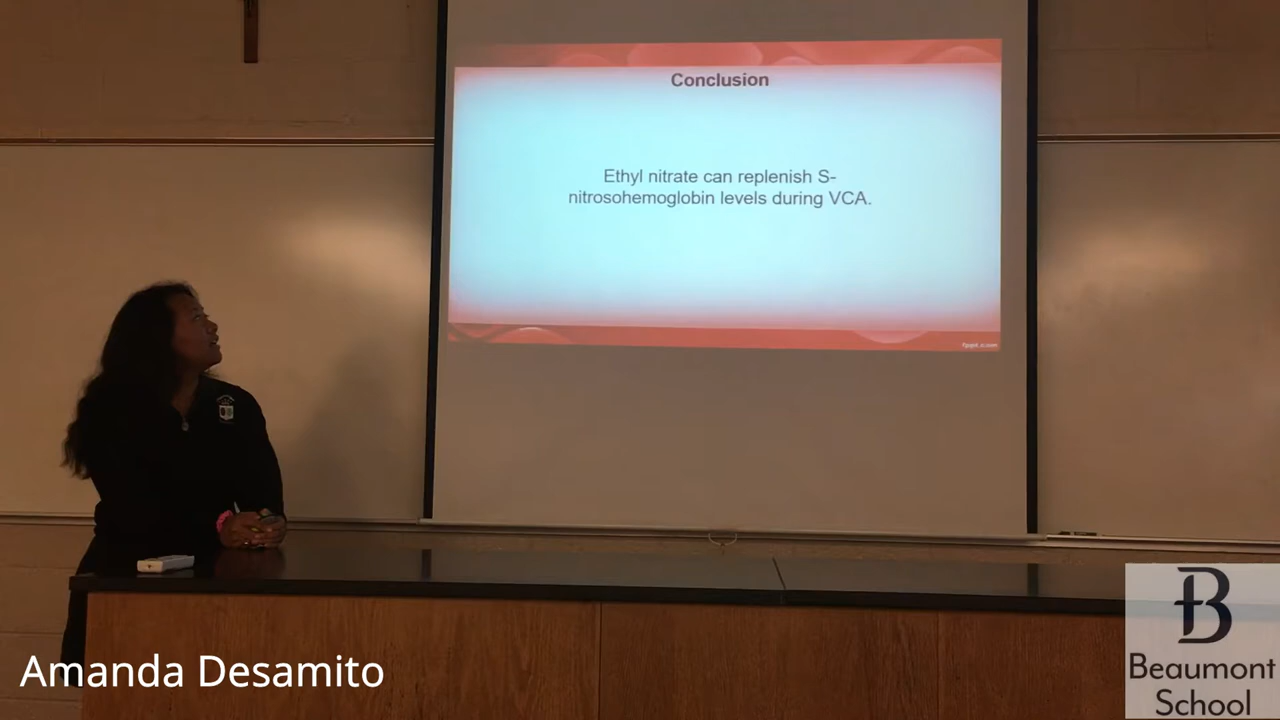 Conclusion
Ethyl nitrate can replenish S-
nitrosohemoglobin levels during VCA.
Amanda Desamito
B
Beaumont
School